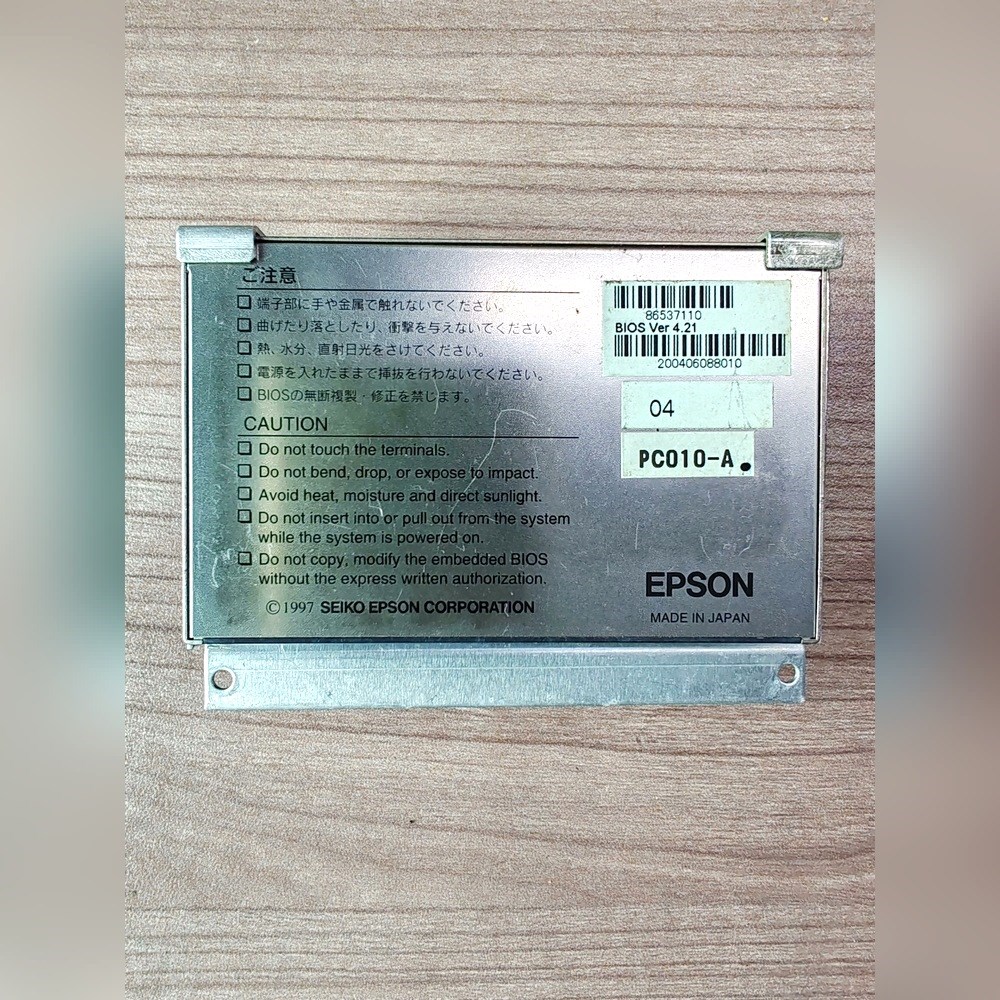 ご注意
❑ 端子部に手や金属で触れないでください。
❑ 曲げたり落としたり、衝撃を与えないでください。
❑ 熱、水分、直射日光をさけてください。
❑ 電源を入れたままで挿抜を行わないでください。
❑ BIOSの無断複製・修正を禁じます。
CAUTION
❑ Do not touch the terminals.
❑ Do not bend, drop, or expose to impact.
❑ Avoid heat, moisture and direct sunlight.
❑ Do not insert into or pull out from the system
while the system is powered on.
❑ Do not copy, modify the embedded BIOS
without the express written authorization.
© 1997 SEIKO EPSON CORPORATION
86537110
BIOS Ver 4.21
200406088010
04
PC010-A.
EPSON
MADE IN JAPAN